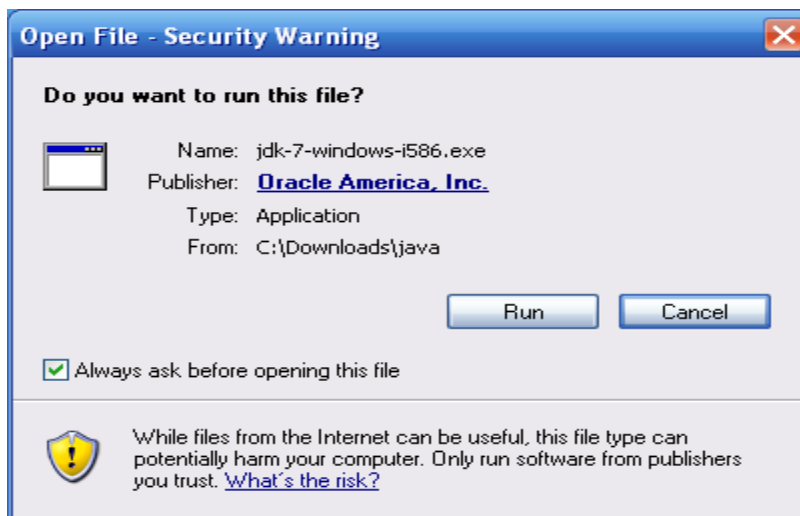 Open File - Security Warning
Do you want to run this file?
Name: jdk-7-windows-i586.exe
Publisher: Oracle America, Inc.
Type: Application
From: C:\Downloads\java
Run Cancel
Always ask before opening this file
While files from the Internet can be useful, this file type can
potentially harm your computer. Only run software from publishers
you trust. What's the risk?